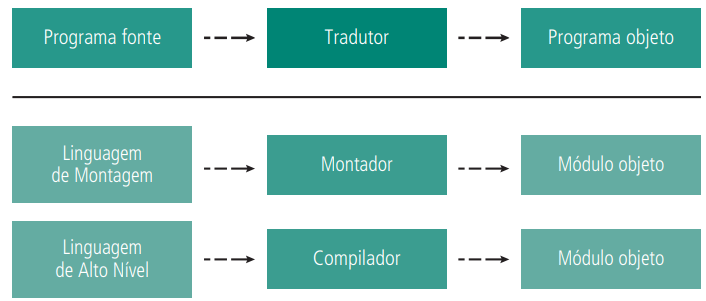 Programa fonte
Tradutor
Programa objeto
Linguagem
de Montagem
Montador
Módulo objeto
Linguagem
de Alto Nível
Compilador
Módulo objeto